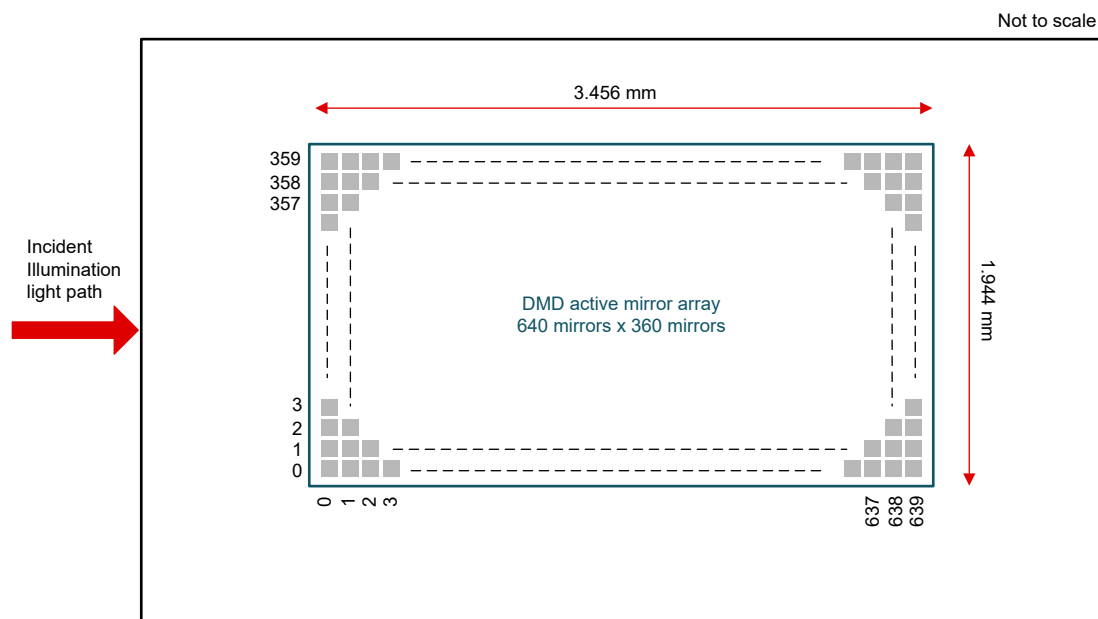 Not to scale
3.456 mm
359
358
357
Incident
Illumination
light path
DMD active mirror array
640 mirrors x 360 mirrors
1.944 mm
3
2
1
0
0
1
2
3
637
638
639